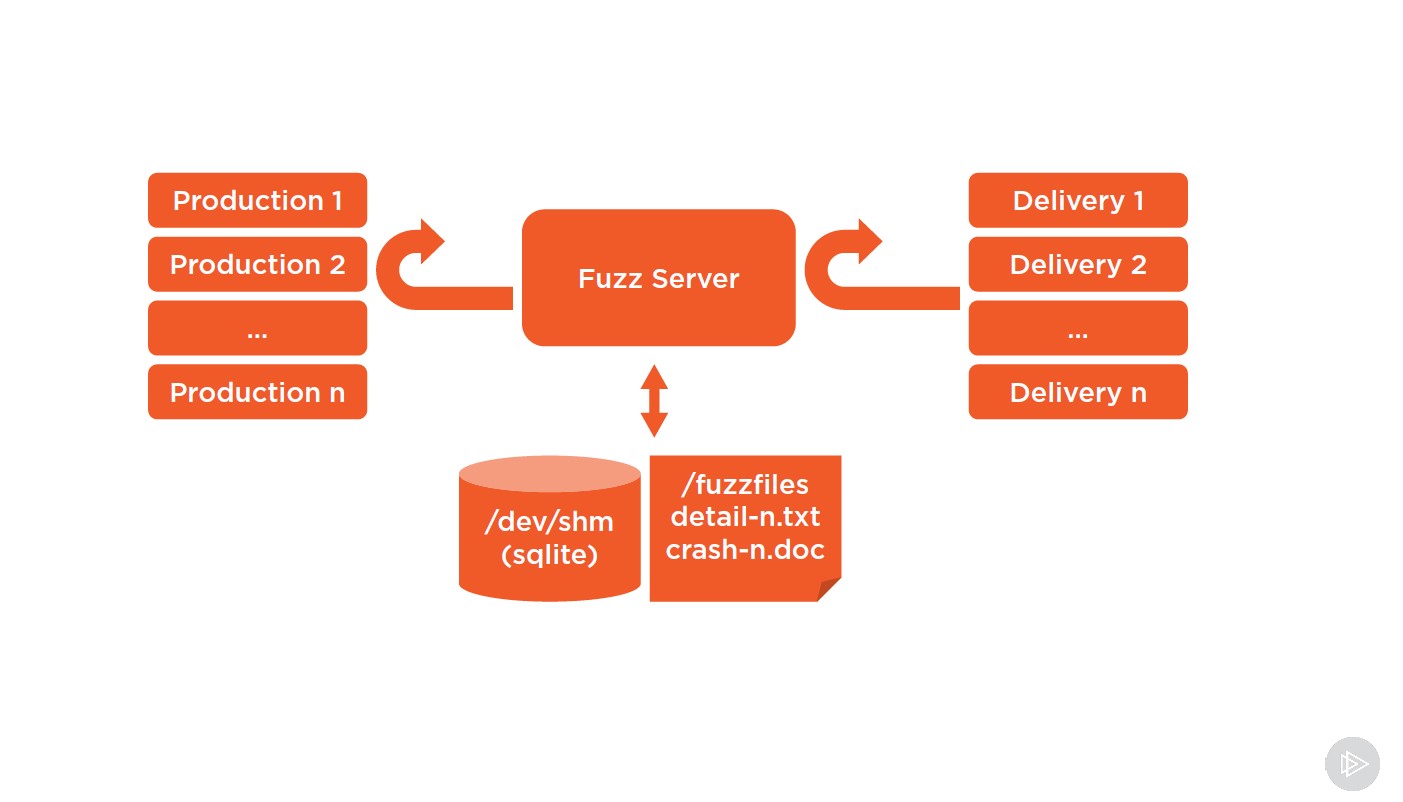 Production 1
Production 2
...
Production n
Fuzz Server
Delivery 1
Delivery 2
...
Delivery n
/dev/shm
(sqlite)
/fuzzfiles
detail-n.txt
crash-n.doc